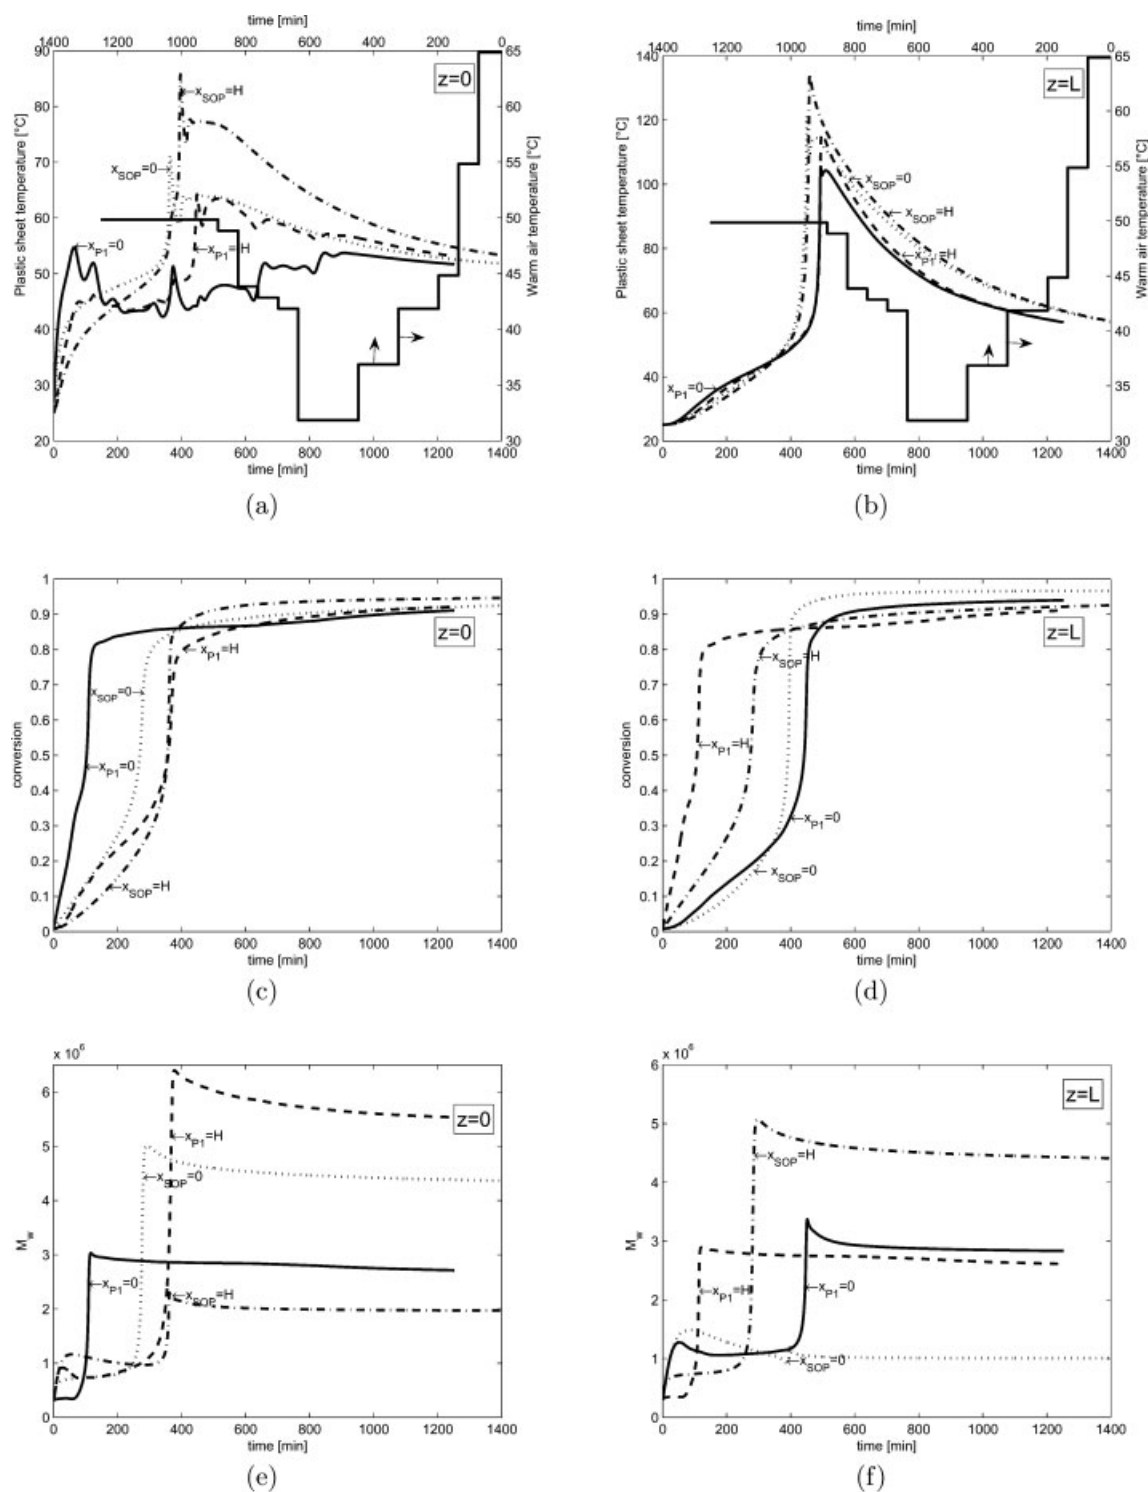 time [min]
1400 1200 1000 800 600 400 200 0
90 80 70 60 50 40 30 20
Plastic sheet temperature [°C]
65 60 55 50 45 40 35 30
Warm air temperature [°C]
z=0
←x_SOP=H
x_SOP=0→
←x_P1=0
←x_P1=H
0 200 400 600 800 1000 1200 1400
time [min]
(a)
time [min]
1400 1200 1000 800 600 400 200 0
140 120 100 80 60 40 20
Plastic sheet temperature [°C]
65 60 55 50 45 40 35 30
Warm air temperature [°C]
z=L
←x_SOP=0
←x_SOP=H
←x_P1=H
x_P1=0→
0 200 400 600 800 1000 1200 1400
time [min]
(b)
1 0.9 0.8 0.7 0.6 0.5 0.4 0.3 0.2 0.1 0
conversion
z=0
←x_P1=H
x_SOP=0→
←x_P1=0
←x_SOP=H
0 200 400 600 800 1000 1200 1400
time [min]
(c)
1 0.9 0.8 0.7 0.6 0.5 0.4 0.3 0.2 0.1 0
conversion
z=L
←x_SOP=H
←x_P1=H
←x_P1=0
←x_SOP=0
0 200 400 600 800 1000 1200 1400
time [min]
(d)
x 10^6
6 5 4 3 2 1 0
M_w
z=0
←x_P1=H
←x_SOP=0
←x_P1=0
←x_SOP=H
0 200 400 600 800 1000 1200 1400
time [min]
(e)
x 10^6
6 5 4 3 2 1 0
M_w
z=L
←x_SOP=H
←x_P1=H
←x_P1=0
←x_SOP=0
0 200 400 600 800 1000 1200 1400
time [min]
(f)